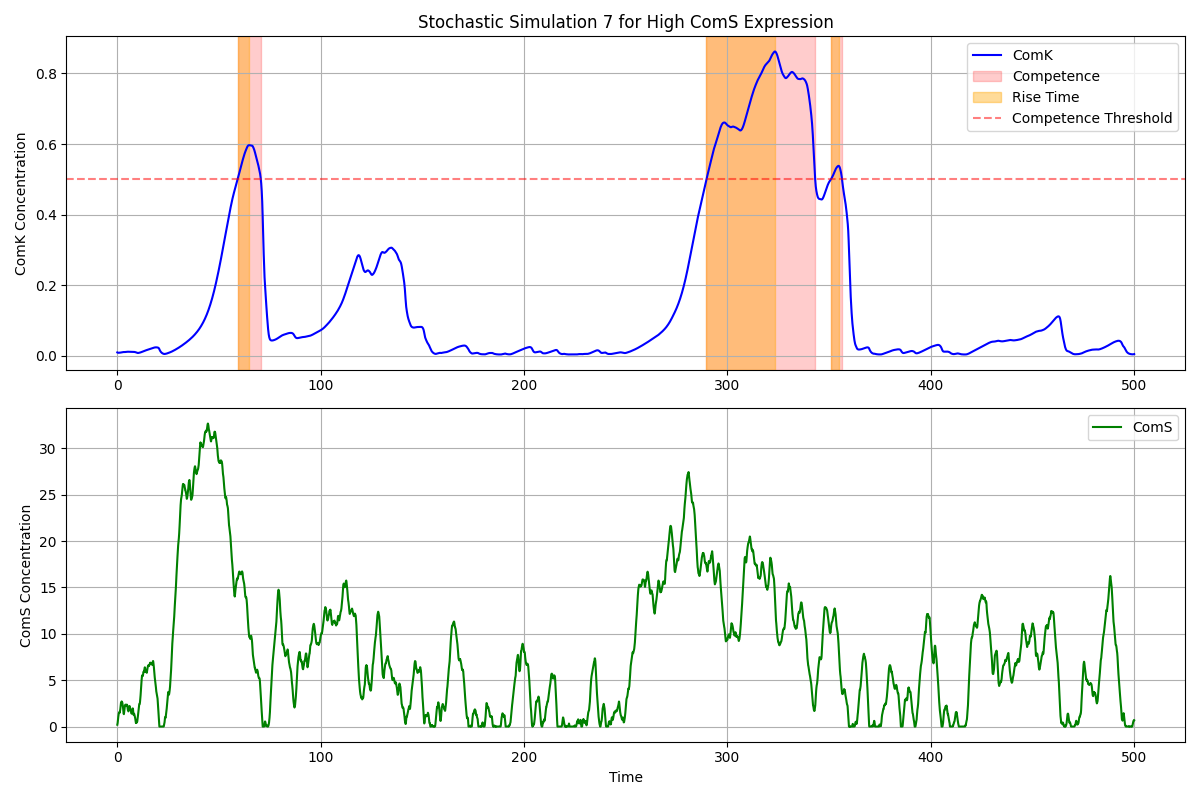 Stochastic Simulation 7 for High ComS Expression
ComK Concentration
0.8
0.6
0.4
0.2
0.0
ComK
Competence
Rise Time
Competence Threshold
0 100 200 300 400 500
ComS Concentration
30
25
20
15
10
5
0
ComS
0 100 200 300 400 500
Time